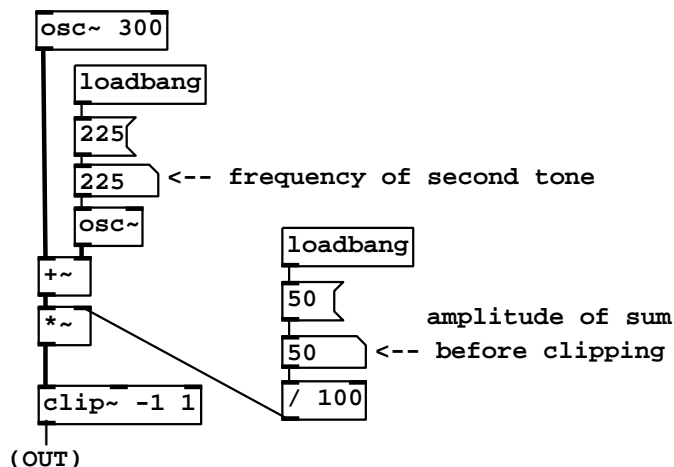 osc~ 300
loadbang
225
225 <-- frequency of second tone
osc~
loadbang
+~
50
*~
amplitude of sum
50 <-- before clipping
clip~ -1 1
/ 100
(OUT)